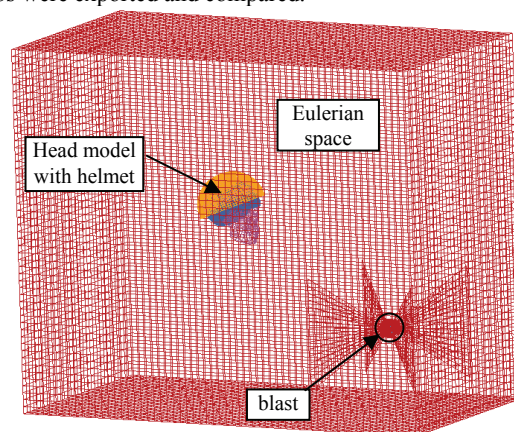 es were exported and compared.
Eulerian
space
Head model
with helmet
blast